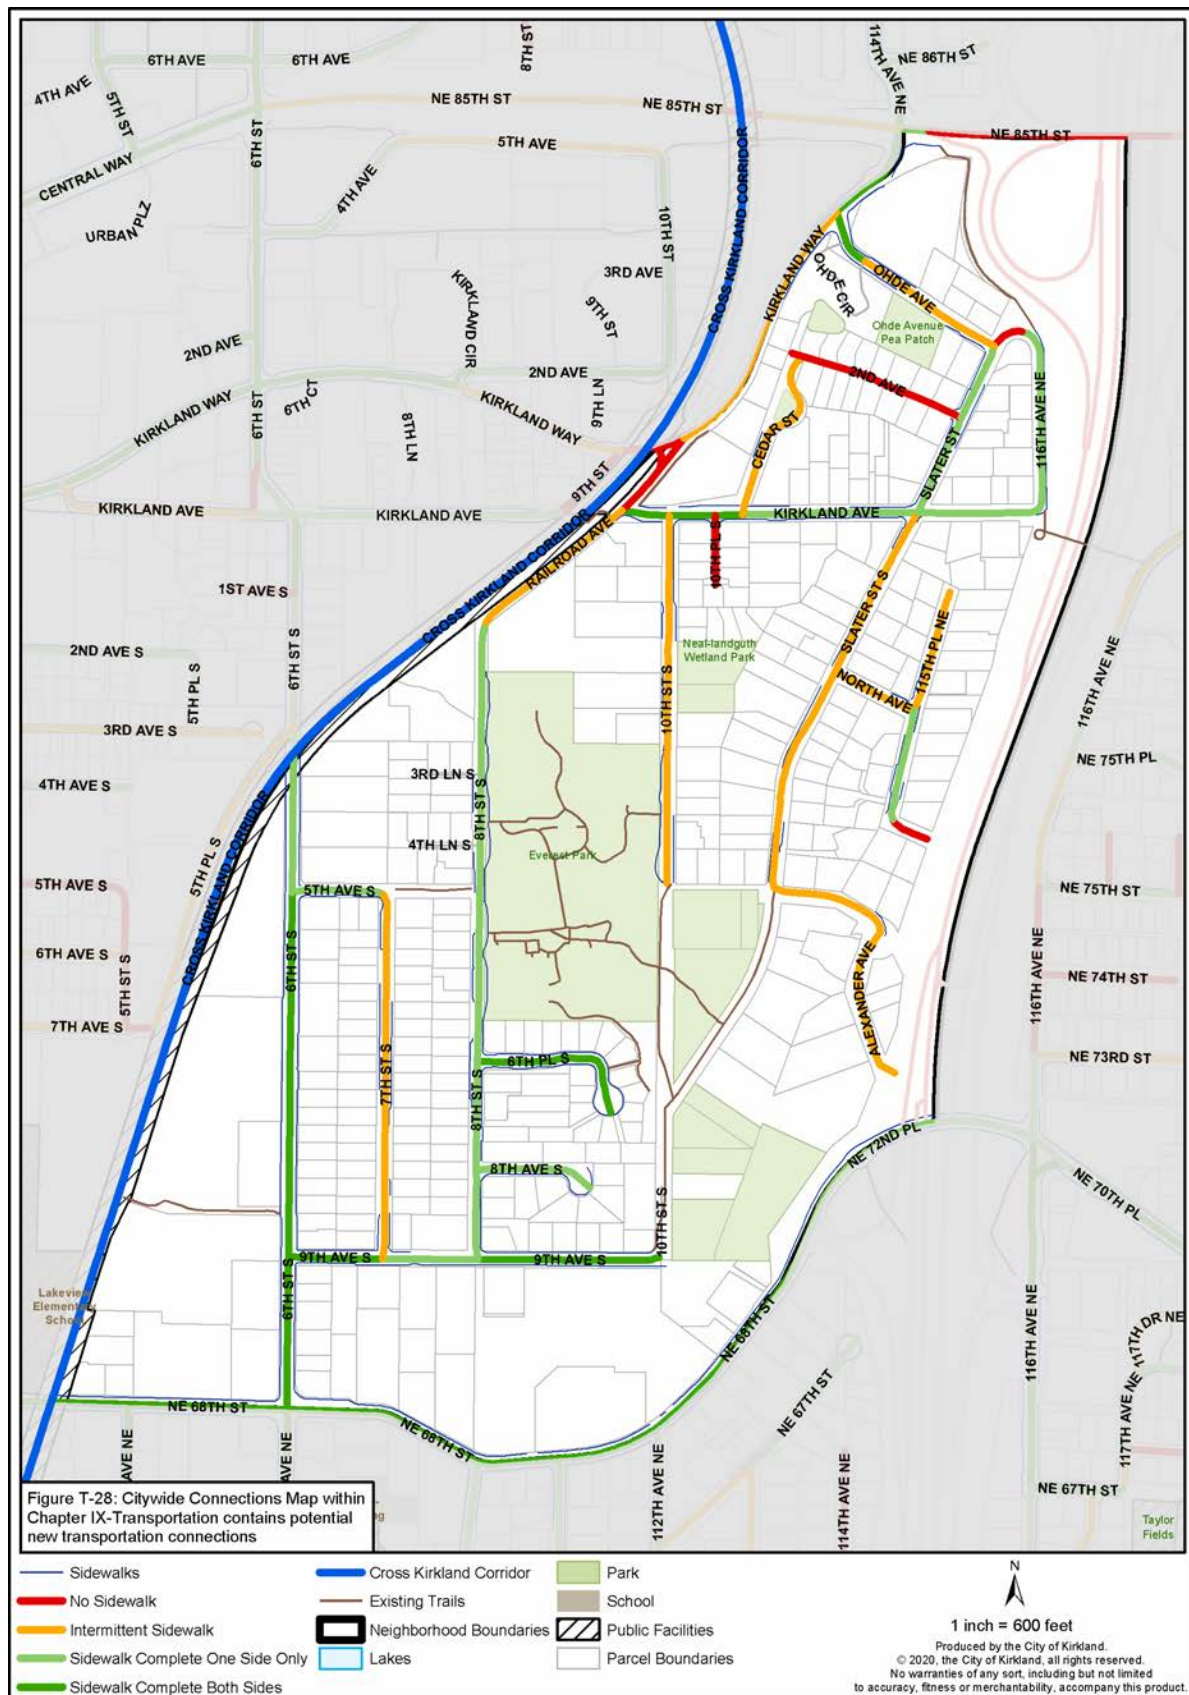 8TH ST
114TH AVE NE
NE 86TH ST
6TH AVE
6TH AVE
4TH AVE
5TH ST
NE 85TH ST
NE 85TH ST
NE 85TH ST
6TH ST
5TH AVE
CENTRAL WAY
4TH AVE
URBAN PLZ
10TH ST
CROSS KIRKLAND CORRIDOR
3RD AVE
KIRKLAND CIR
9TH ST
KIRKLAND WAY
OHDE CIR
OHDE AVE
Ohde Avenue
Pea Patch
2ND AVE
2ND AVE
2ND AVE
KIRKLAND WAY
6TH ST
6TH CT
8TH LN
KIRKLAND WAY
9TH LN
CEDAR ST
SLATER ST
116TH AVE NE
9TH ST
KIRKLAND AVE
KIRKLAND AVE
KIRKLAND AVE
RAILROAD AVE
10TH PL S
CROSS KIRKLAND CORRIDOR
1ST AVE S
2ND AVE S
5TH PL S
6TH ST S
Neal-landguth
Wetland Park
SLATER ST S
115TH PL NE
NORTH AVE
116TH AVE NE
10TH ST S
3RD AVE S
NE 75TH PL
3RD LN S
4TH AVE S
CROSS KIRKLAND CORRIDOR
8TH ST S
4TH LN S
Everest Park
5TH PL S
5TH AVE S
5TH AVE S
NE 75TH ST
6TH ST S
6TH AVE S
5TH ST S
ALEXANDER AVE
116TH AVE NE
NE 74TH ST
7TH AVE S
7TH ST S
6TH PL S
NE 73RD ST
8TH ST S
NE 72ND PL
8TH AVE S
NE 70TH PL
10TH ST S
9TH AVE S
9TH AVE S
6TH ST S
Lakeview
Elementary
School
NE 68TH ST
116TH AVE NE
117TH DR NE
NE 67TH ST
117TH AVE NE
NE 68TH ST
NE 68TH ST
AVE NE
AVE NE
112TH AVE NE
114TH AVE NE
NE 67TH ST
Taylor
Fields
Figure T-28: Citywide Connections Map within
Chapter IX-Transportation contains potential
new transportation connections
Sidewalks
No Sidewalk
Intermittent Sidewalk
Sidewalk Complete One Side Only
Sidewalk Complete Both Sides
Cross Kirkland Corridor
Existing Trails
Neighborhood Boundaries
Lakes
Park
School
Public Facilities
Parcel Boundaries
N
1 inch = 600 feet
Produced by the City of Kirkland.
© 2020, the City of Kirkland, all rights reserved.
No warranties of any sort, including but not limited
to accuracy, fitness or merchantability, accompany this product.